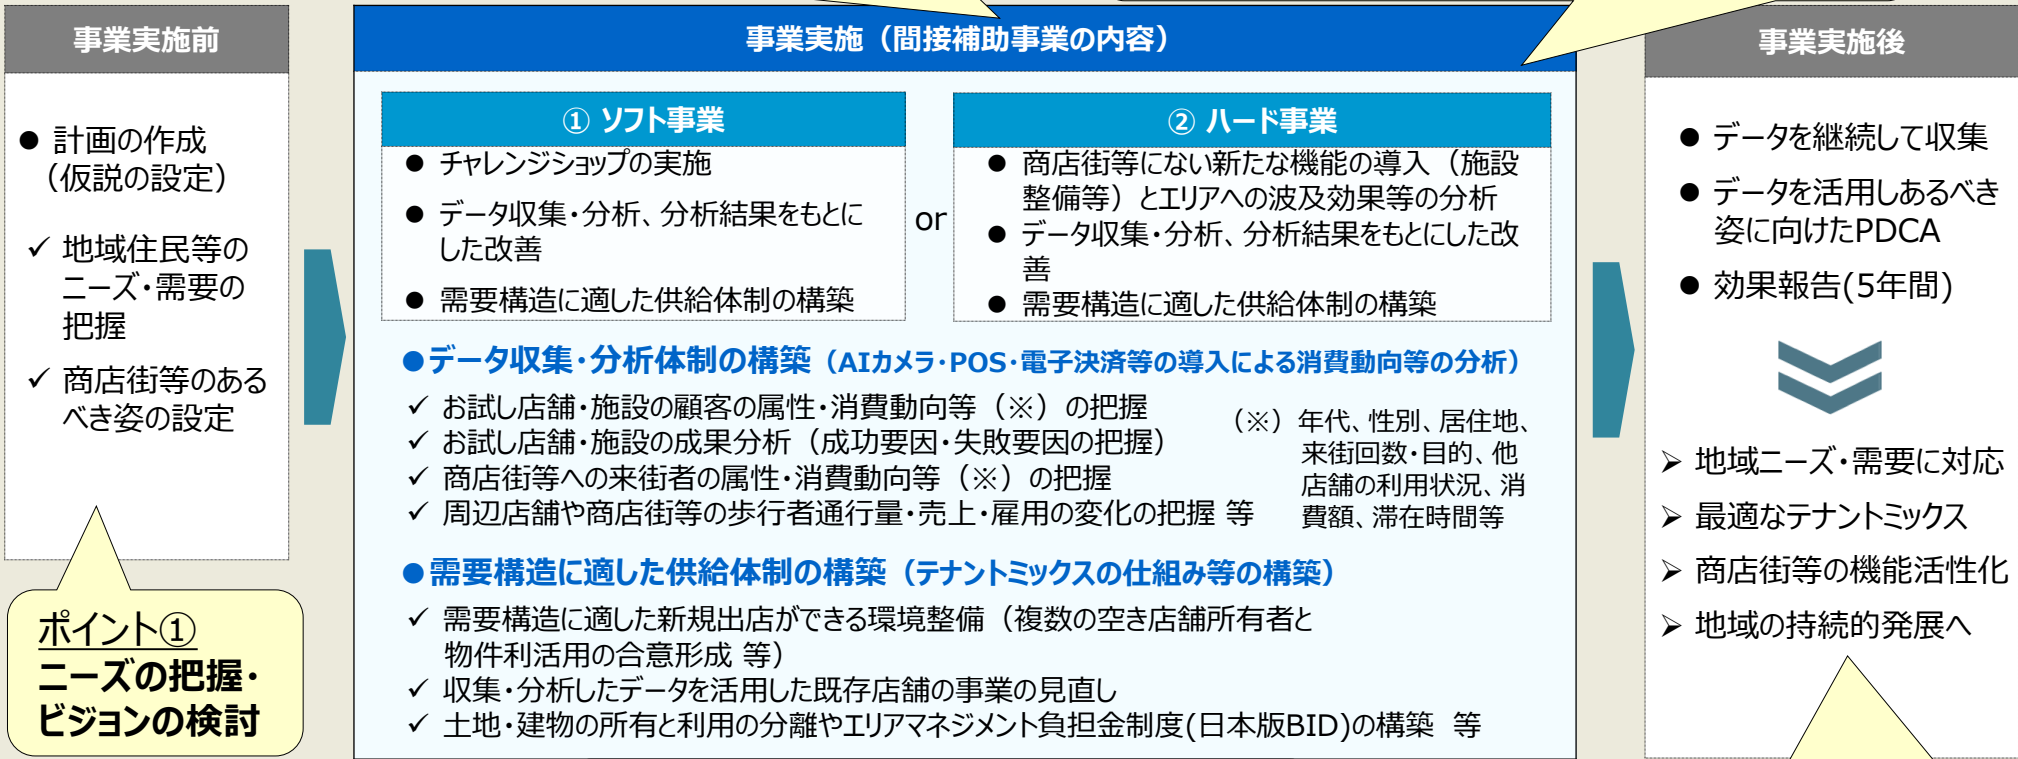 事業実施前
● 計画の作成
（仮説の設定）
✓ 地域住民等の
ニーズ・需要の
把握
✓ 商店街等のある
べき姿の設定
ポイント①
ニーズの把握・
ビジョンの検討
事業実施（間接補助事業の内容）
① ソフト事業
● チャレンジショップの実施
● データ収集・分析、分析結果をもとに
した改善
● 需要構造に適した供給体制の構築
or
② ハード事業
● 商店街等にない新たな機能の導入（施設
整備等）とエリアへの波及効果等の分析
● データ収集・分析、分析結果をもとにした改
善
● 需要構造に適した供給体制の構築
●データ収集・分析体制の構築（AIカメラ・POS・電子決済等の導入による消費動向等の分析）
✓ お試し店舗・施設の顧客の属性・消費動向等（※）の把握
✓ お試し店舗・施設の成果分析（成功要因・失敗要因の把握）
✓ 商店街等への来街者の属性・消費動向等（※）の把握
✓ 周辺店舗や商店街等の歩行者通行量・売上・雇用の変化の把握 等
（※）年代、性別、居住地、
来街回数・目的、他
店舗の利用状況、消
費額、滞在時間等
●需要構造に適した供給体制の構築（テナントミックスの仕組み等の構築）
✓ 需要構造に適した新規出店ができる環境整備（複数の空き店舗所有者と
物件利活用の合意形成 等）
✓ 収集・分析したデータを活用した既存店舗の事業の見直し
✓ 土地・建物の所有と利用の分離やエリアマネジメント負担金制度(日本版BID)の構築 等
事業実施後
● データを継続して収集
● データを活用しあるべき
姿に向けたPDCA
● 効果報告(5年間)
➢ 地域ニーズ・需要に対応
➢ 最適なテナントミックス
➢ 商店街等の機能活性化
➢ 地域の持続的発展へ